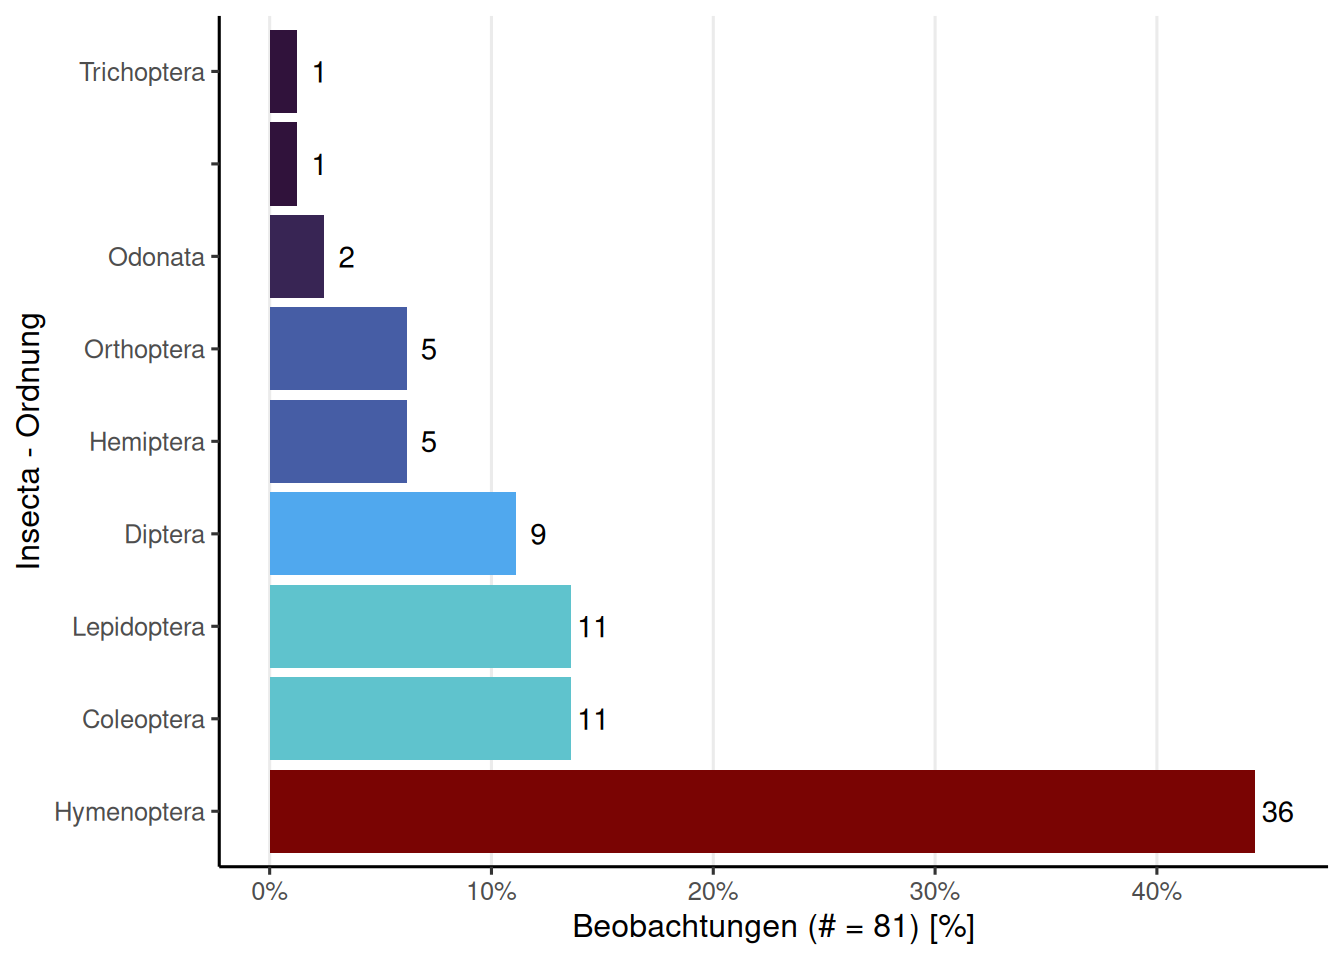 Trichoptera
1
1
Odonata
2
Orthoptera
5
Hemiptera
5
Diptera
9
Lepidoptera
11
Coleoptera
11
Hymenoptera
36
0% 10% 20% 30% 40%
Beobachtungen (# = 81) [%]
Insecta - Ordnung